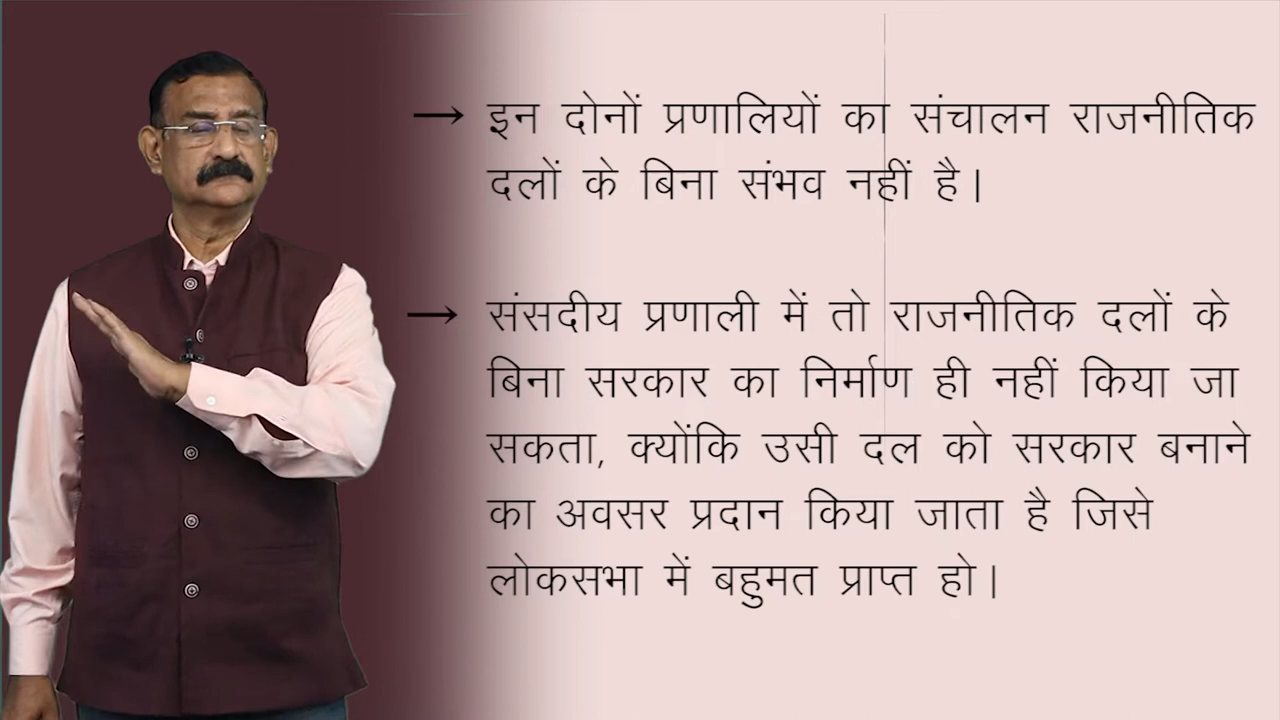 → इन दोनों प्रणालियों का संचालन राजनीतिक
दलों के बिना संभव नहीं है।
→ संसदीय प्रणाली में तो राजनीतिक दलों के
बिना सरकार का निर्माण ही नहीं किया जा
सकता, क्योंकि उसी दल को सरकार बनाने
का अवसर प्रदान किया जाता है जिसे
लोकसभा में बहुमत प्राप्त हो।